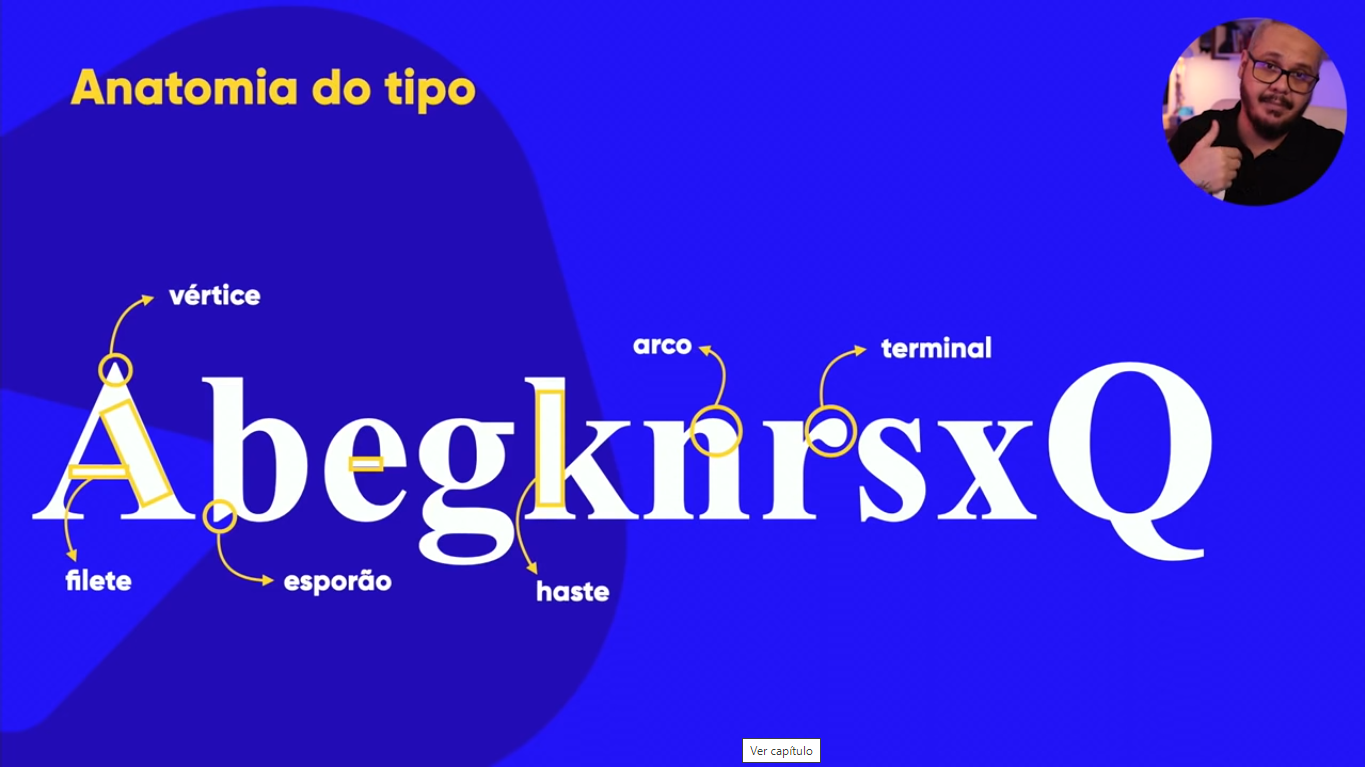 Anatomia do tipo
vértice
arco
terminal
AbegknrsxQ
filete
esporão
haste
Ver capítulo